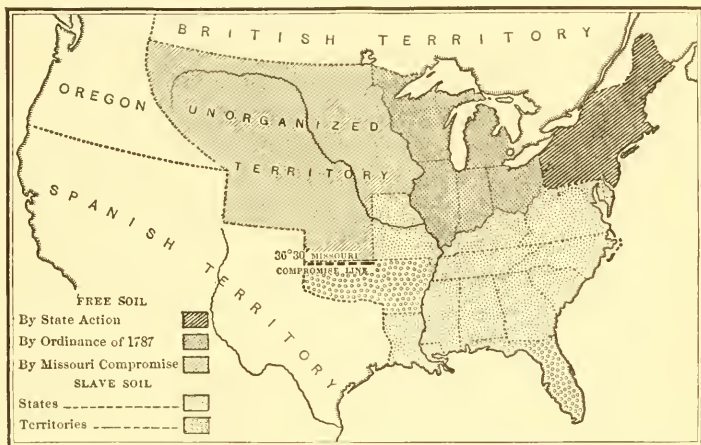 BRITISH TERRITORY
OREGON
UNORGANIZED
TERRITORY
SPANISH TERRITORY
36°30' MISSOURI
COMPROMISE LINE
FREE SOIL
By State Action
By Ordinance of 1787
By Missouri Compromise
SLAVE SOIL
States
Territories